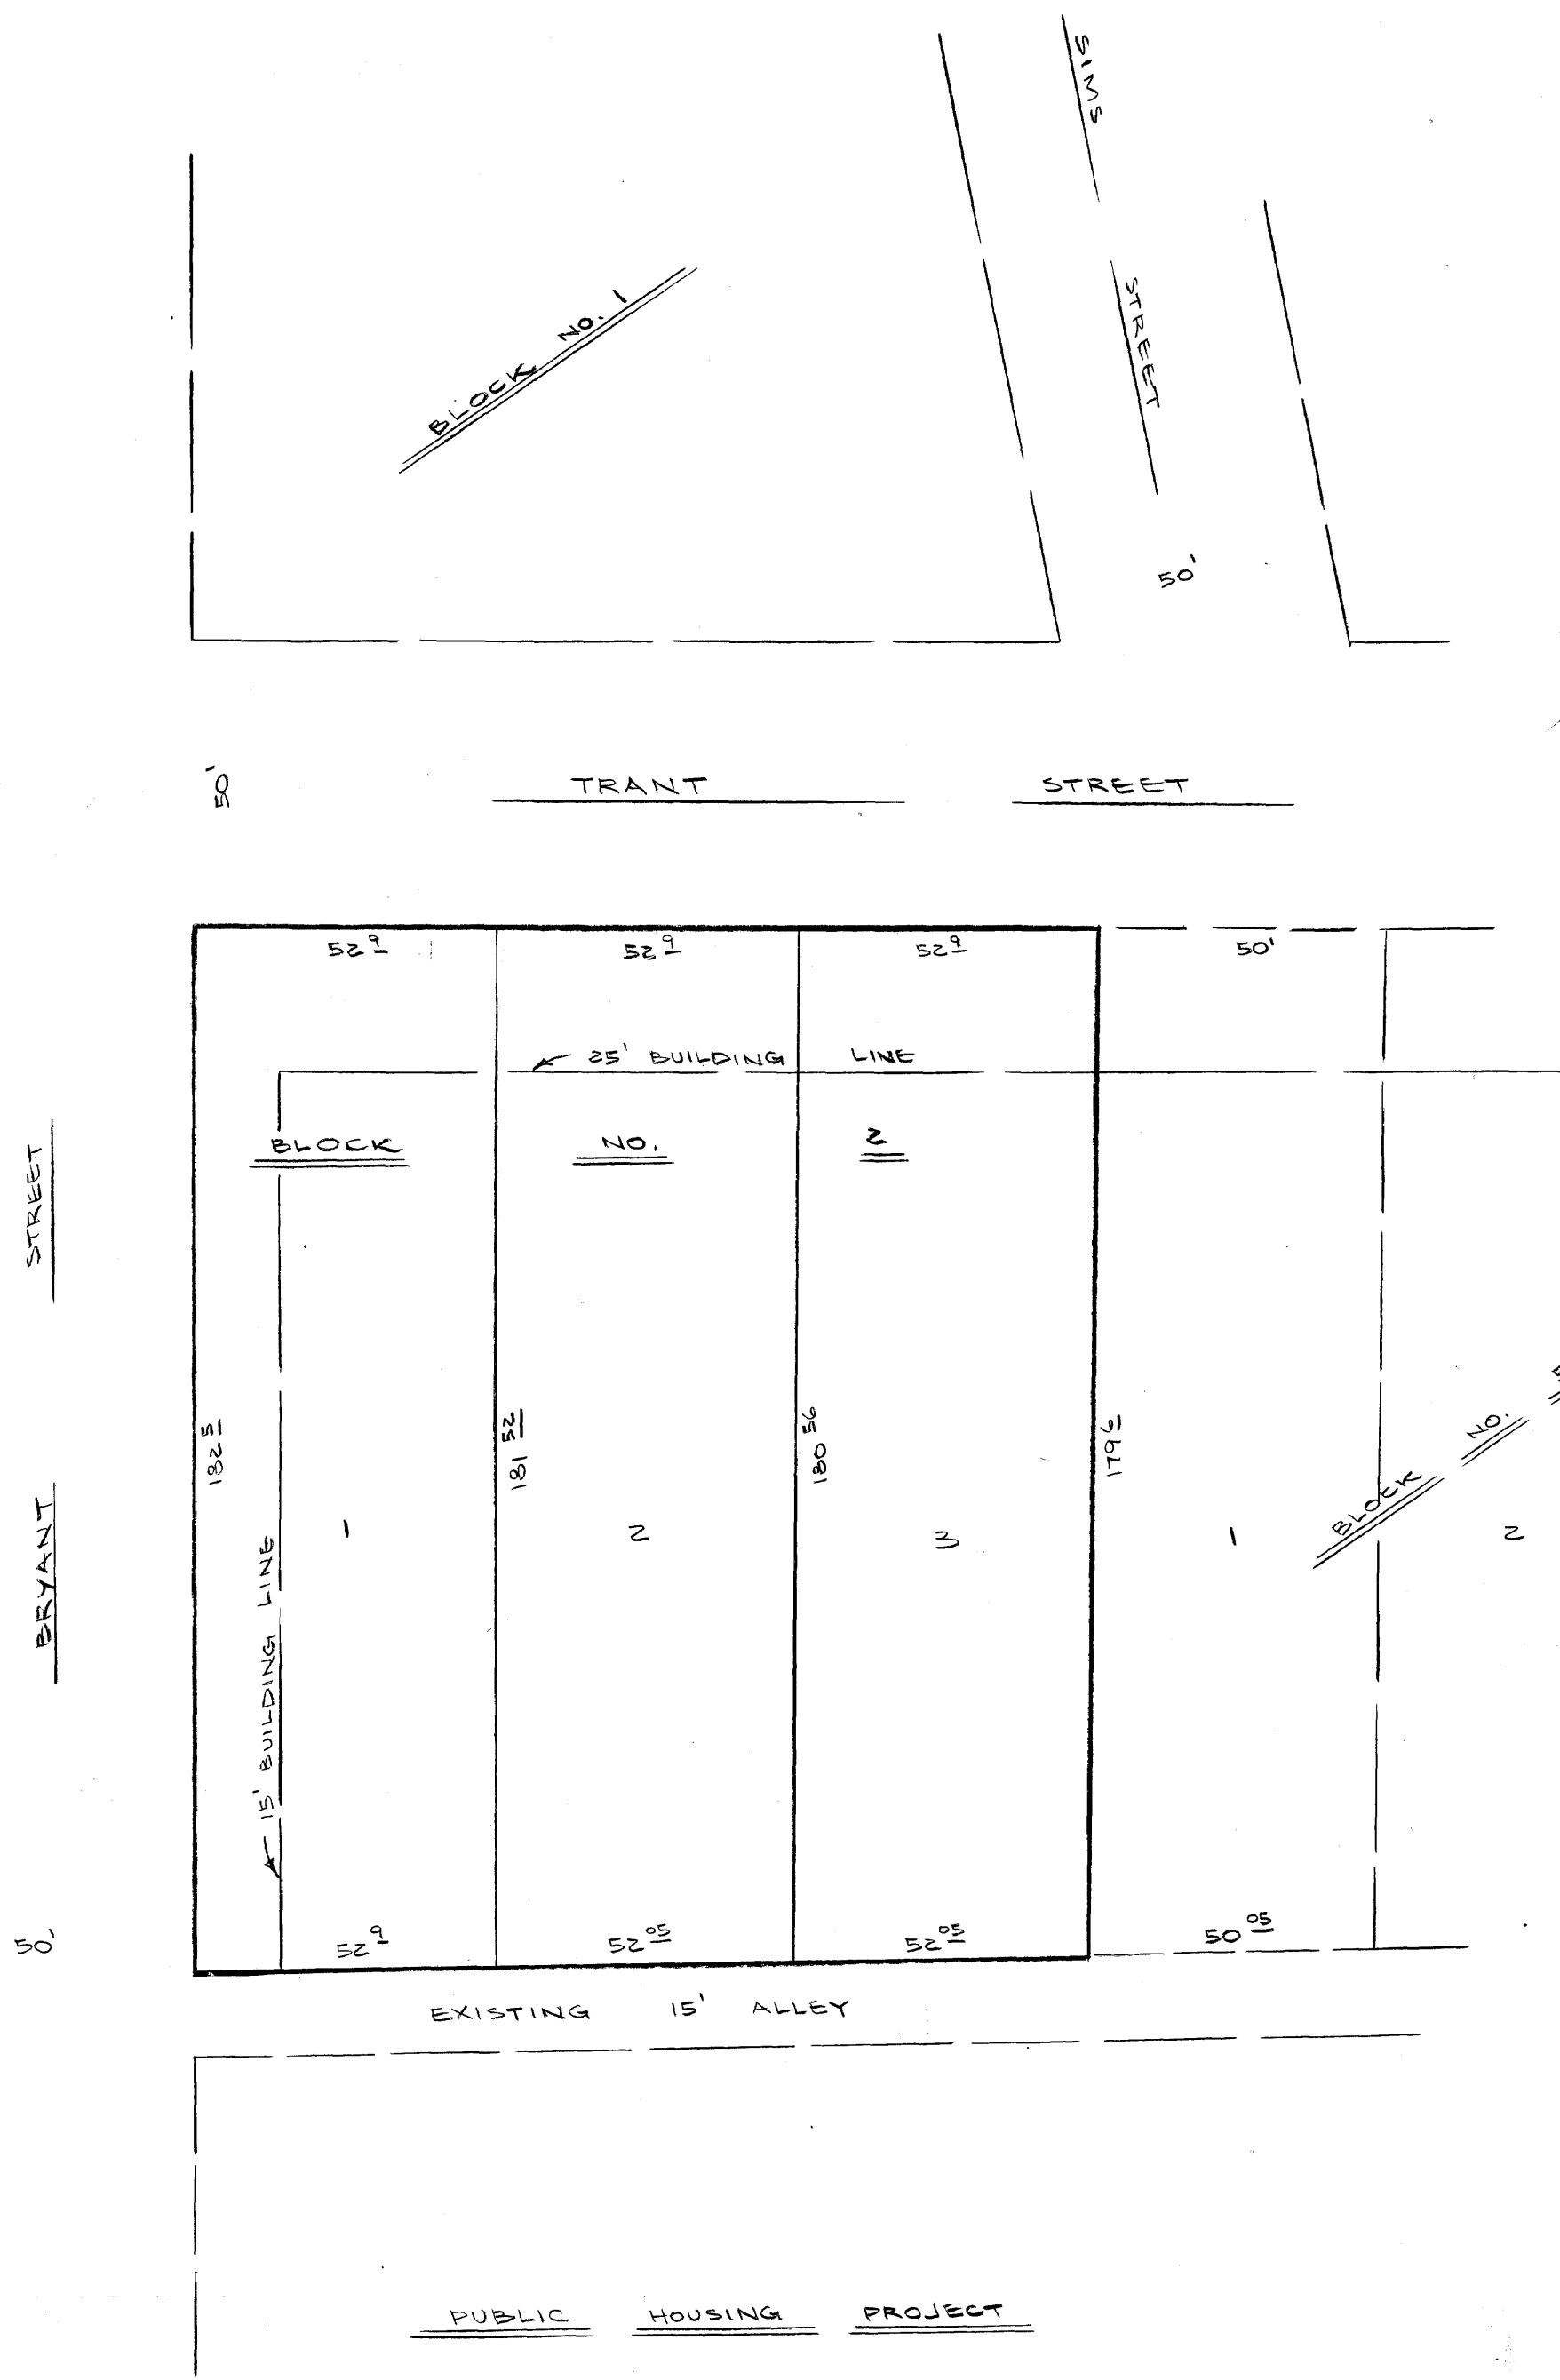 SIMS STREET
BLOCK NO. 1
50'
50'
TRANT STREET
52 9
52 9
52 9
50'
25' BUILDING LINE
BLOCK NO. 2
STREET
BRYANT
182 5
181 52
180 56
179 6
BLOCK NO.
1
2
3
1
2
15' BUILDING LINE
50'
52 9
52 05
52 05
50 05
EXISTING 15' ALLEY
PUBLIC HOUSING PROJECT